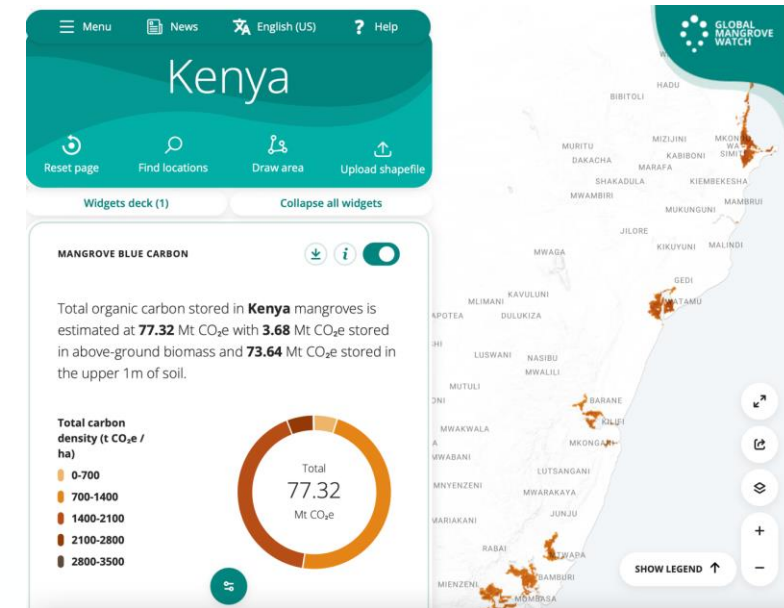 Menu
News
English (US)
Help
Kenya
Reset page
Find locations
Draw area
Upload shapefile
Widgets deck (1)
Collapse all widgets
MANGROVE BLUE CARBON
Total organic carbon stored in Kenya mangroves is
estimated at 77.32 Mt CO₂e with 3.68 Mt CO₂e stored
in above-ground biomass and 73.64 Mt CO₂e stored in
the upper 1m of soil.
Total carbon
density (t CO₂e /
ha)
0-700
700-1400
1400-2100
2100-2800
2800-3500
Total
77.32
Mt CO₂e
GLOBAL
MANGROVE
WATCH
HADU
BIBITOLI
MURITU
MIZIJINI
DAKACHA
KABIBONI
MARAFA
SHAKADULA
KIEMBEKESHA
MWAMBIRI
MAMBRUI
MUKUNGUNI
JILORE
KIKUYUNI
MALINDI
MWAGA
GEDI
KAVULUNI
MLIMANI
WATAMU
DULUKIZA
LUSWANI
NASIBU
MWALILI
MUTULI
BARANE
KILIFI
MWAKWALA
LUTSANGANI
MWARAKAYA
JUNJU
RABAI
MTWAPA
BAMBURI
MIENZENI
MOMBASA
SHOW LEGEND